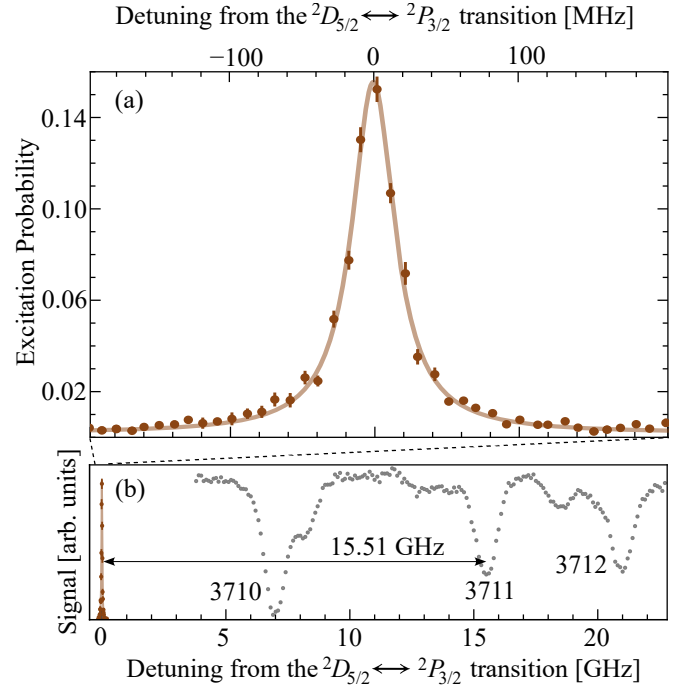 Detuning from the ²D₅/₂ ⟷ ²P₃/₂ transition [MHz]
−100 0 100
(a)
Excitation Probability
0.14
0.10
0.06
0.02
(b)
Signal [arb. units]
15.51 GHz
3710
3711
3712
0 5 10 15 20
Detuning from the ²D₅/₂ ⟷ ²P₃/₂ transition [GHz]